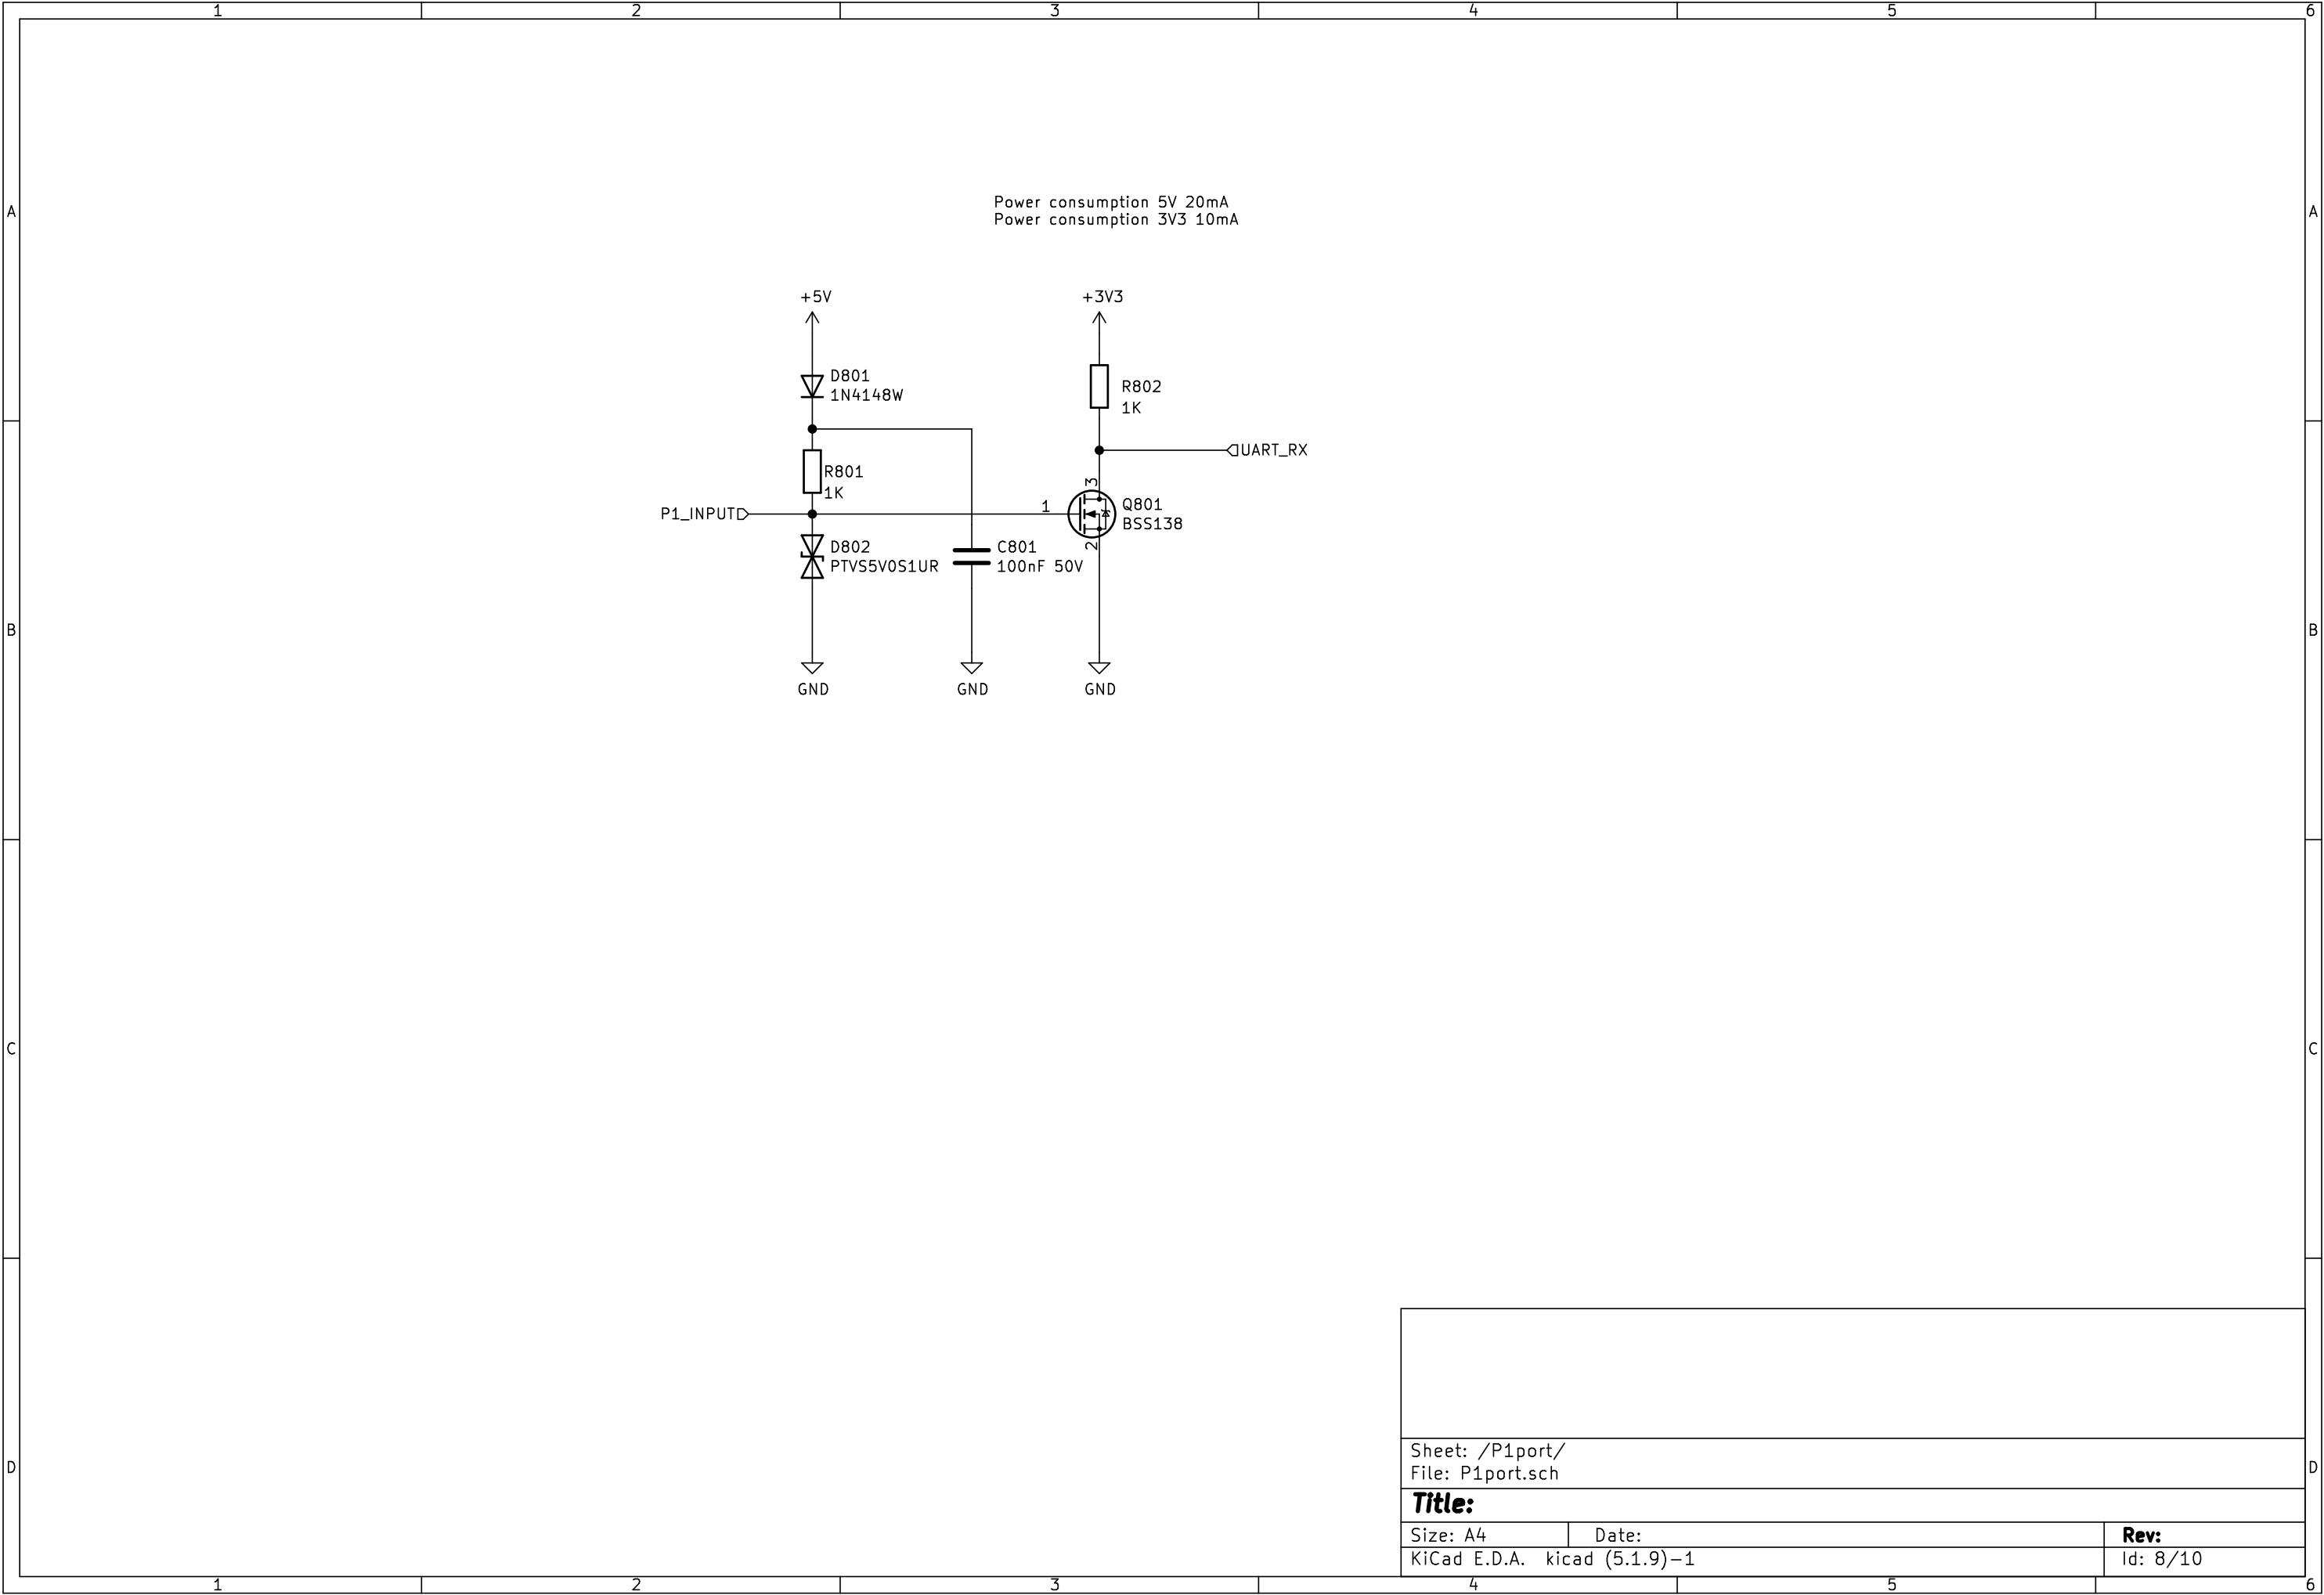 1 2 3 4 5 6
A A
Power consumption 5V 20mA
Power consumption 3V3 10mA
+5V +3V3
D801
1N4148W
R802
1K
UART_RX
R801
1K
3
P1_INPUT
1
Q801
BSS138
2
D802
PTVS5V0S1UR
C801
100nF 50V
B B
GND GND GND
C C
Sheet: /P1port/
File: P1port.sch
D D
Title:
Size: A4 Date: Rev:
KiCad E.D.A. kicad (5.1.9)-1 Id: 8/10
1 2 3 4 5 6